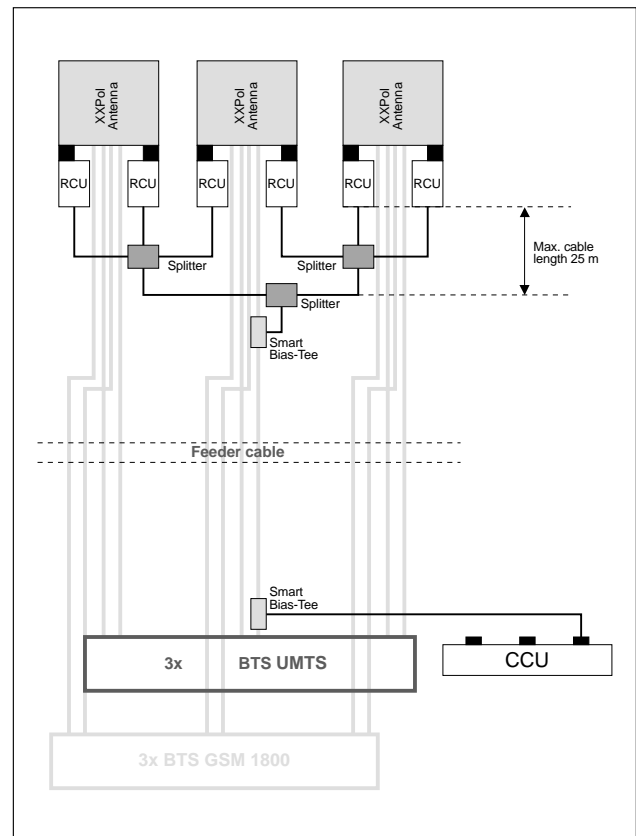 XXPol
Antenna
XXPol
Antenna
XXPol
Antenna
RCU
RCU
RCU
RCU
RCU
RCU
Splitter
Splitter
Max. cable
length 25 m
Splitter
Smart
Bias-Tee
Feeder cable
Smart
Bias-Tee
3x BTS UMTS
CCU
3x BTS GSM 1800